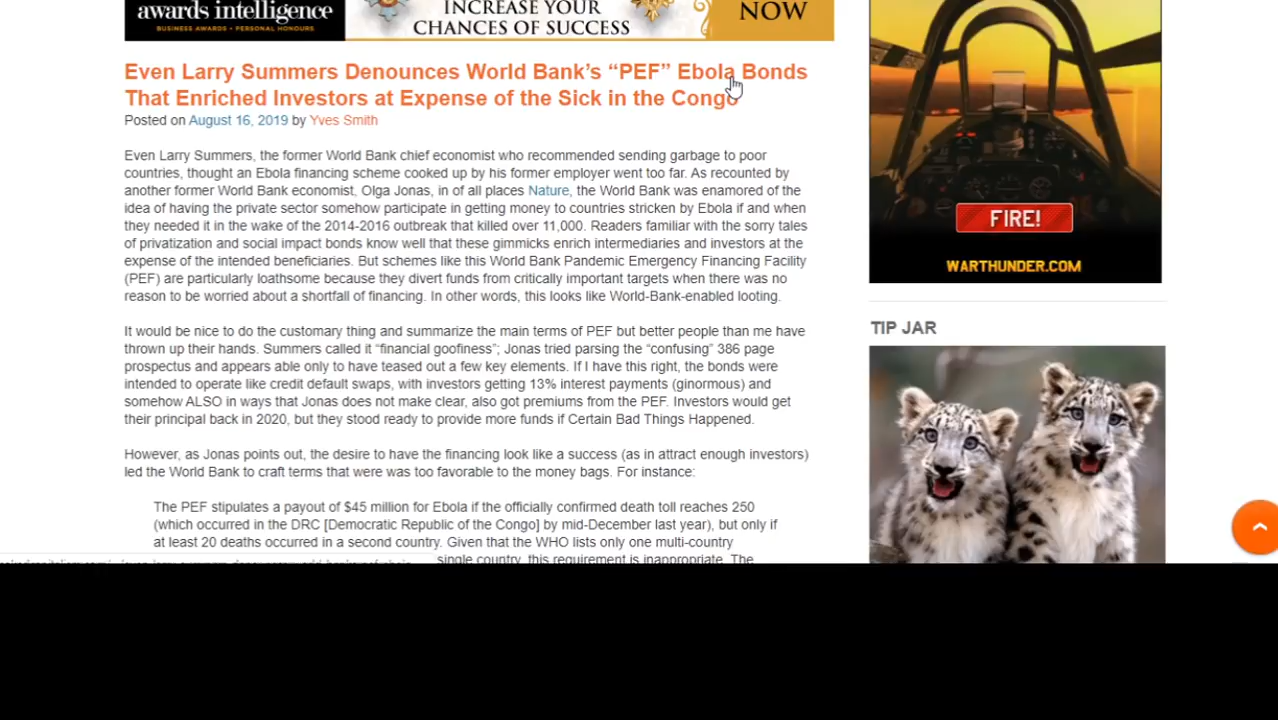 awards intelligence
BUSINESS AWARDS • PERSONAL HONOURS
INCREASE YOUR
CHANCES OF SUCCESS
NOW
Even Larry Summers Denounces World Bank's “PEF” Ebola Bonds
That Enriched Investors at Expense of the Sick in the Congo
Posted on August 16, 2019 by Yves Smith
Even Larry Summers, the former World Bank chief economist who recommended sending garbage to poor
countries, thought an Ebola financing scheme cooked up by his former employer went too far. As recounted by
another former World Bank economist, Olga Jonas, in of all places Nature, the World Bank was enamored of the
idea of having the private sector somehow participate in getting money to countries stricken by Ebola if and when
they needed it in the wake of the 2014-2016 outbreak that killed over 11,000. Readers familiar with the sorry tales
of privatization and social impact bonds know well that these gimmicks enrich intermediaries and investors at the
expense of the intended beneficiaries. But schemes like this World Bank Pandemic Emergency Financing Facility
(PEF) are particularly loathsome because they divert funds from critically important targets when there was no
reason to be worried about a shortfall of financing. In other words, this looks like World-Bank-enabled looting.
It would be nice to do the customary thing and summarize the main terms of PEF but better people than me have
thrown up their hands. Summers called it “financial goofiness”; Jonas tried parsing the “confusing” 386 page
prospectus and appears able only to have teased out a few key elements. If I have this right, the bonds were
intended to operate like credit default swaps, with investors getting 13% interest payments (ginormous) and
somehow ALSO in ways that Jonas does not make clear, also got premiums from the PEF. Investors would get
their principal back in 2020, but they stood ready to provide more funds if Certain Bad Things Happened.
However, as Jonas points out, the desire to have the financing look like a success (as in attract enough investors)
led the World Bank to craft terms that were was too favorable to the money bags. For instance:
The PEF stipulates a payout of $45 million for Ebola if the officially confirmed death toll reaches 250
(which occurred in the DRC [Democratic Republic of the Congo] by mid-December last year), but only if
at least 20 deaths occurred in a second country. Given that the WHO lists only one multi-country
single country, this requirement is inappropriate. The
FIRE!
WARTHUNDER.COM
TIP JAR